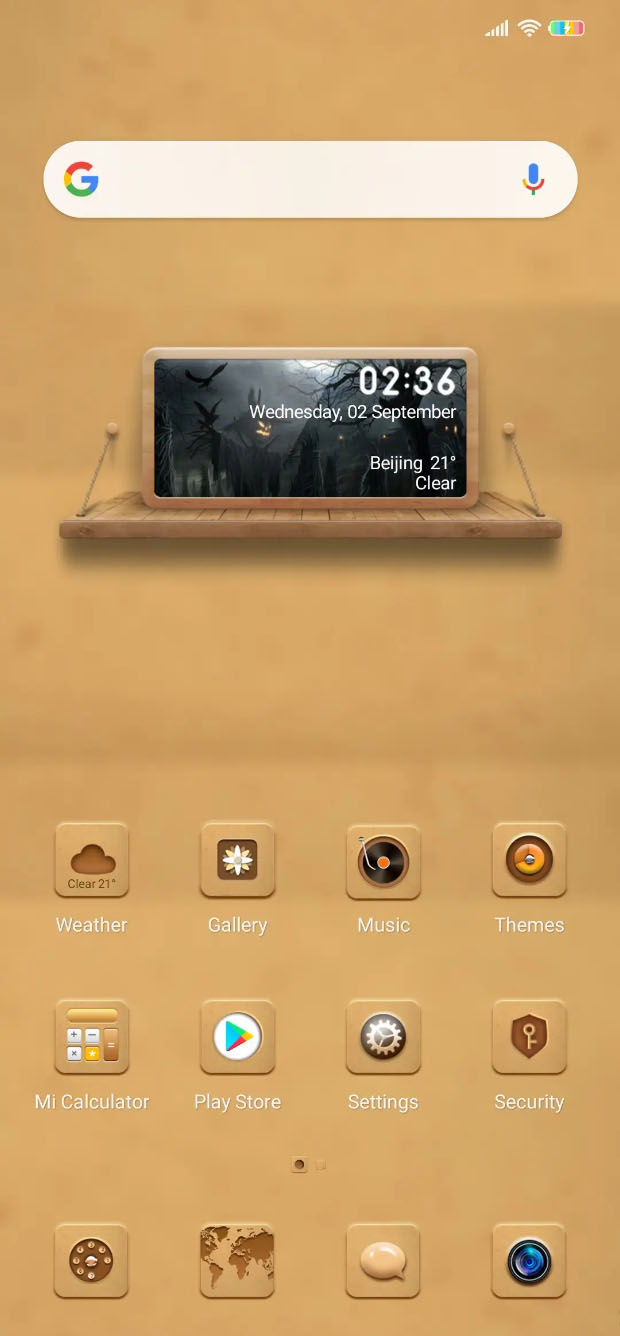 02:36
Wednesday, 02 September
Beijing 21°
Clear
Clear 21°
Weather
Gallery
Music
Themes
Mi Calculator
Play Store
Settings
Security